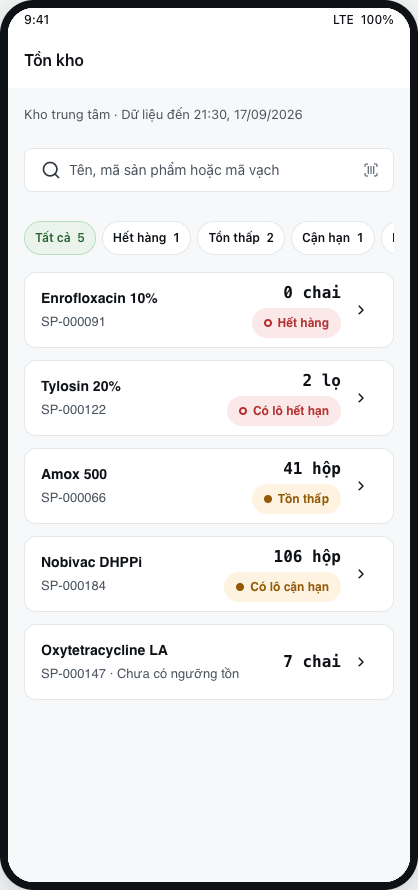 9:41 LTE 100%
Tồn kho
Kho trung tâm · Dữ liệu đến 21:30, 17/09/2026
Tên, mã sản phẩm hoặc mã vạch
Tất cả 5 Hết hàng 1 Tồn thấp 2 Cận hạn 1
Enrofloxacin 10% 0 chai
SP-000091 Hết hàng
Tylosin 20% 2 lọ
SP-000122 Có lô hết hạn
Amox 500 41 hộp
SP-000066 Tồn thấp
Nobivac DHPPi 106 hộp
SP-000184 Có lô cận hạn
Oxytetracycline LA 7 chai
SP-000147 · Chưa có ngưỡng tồn